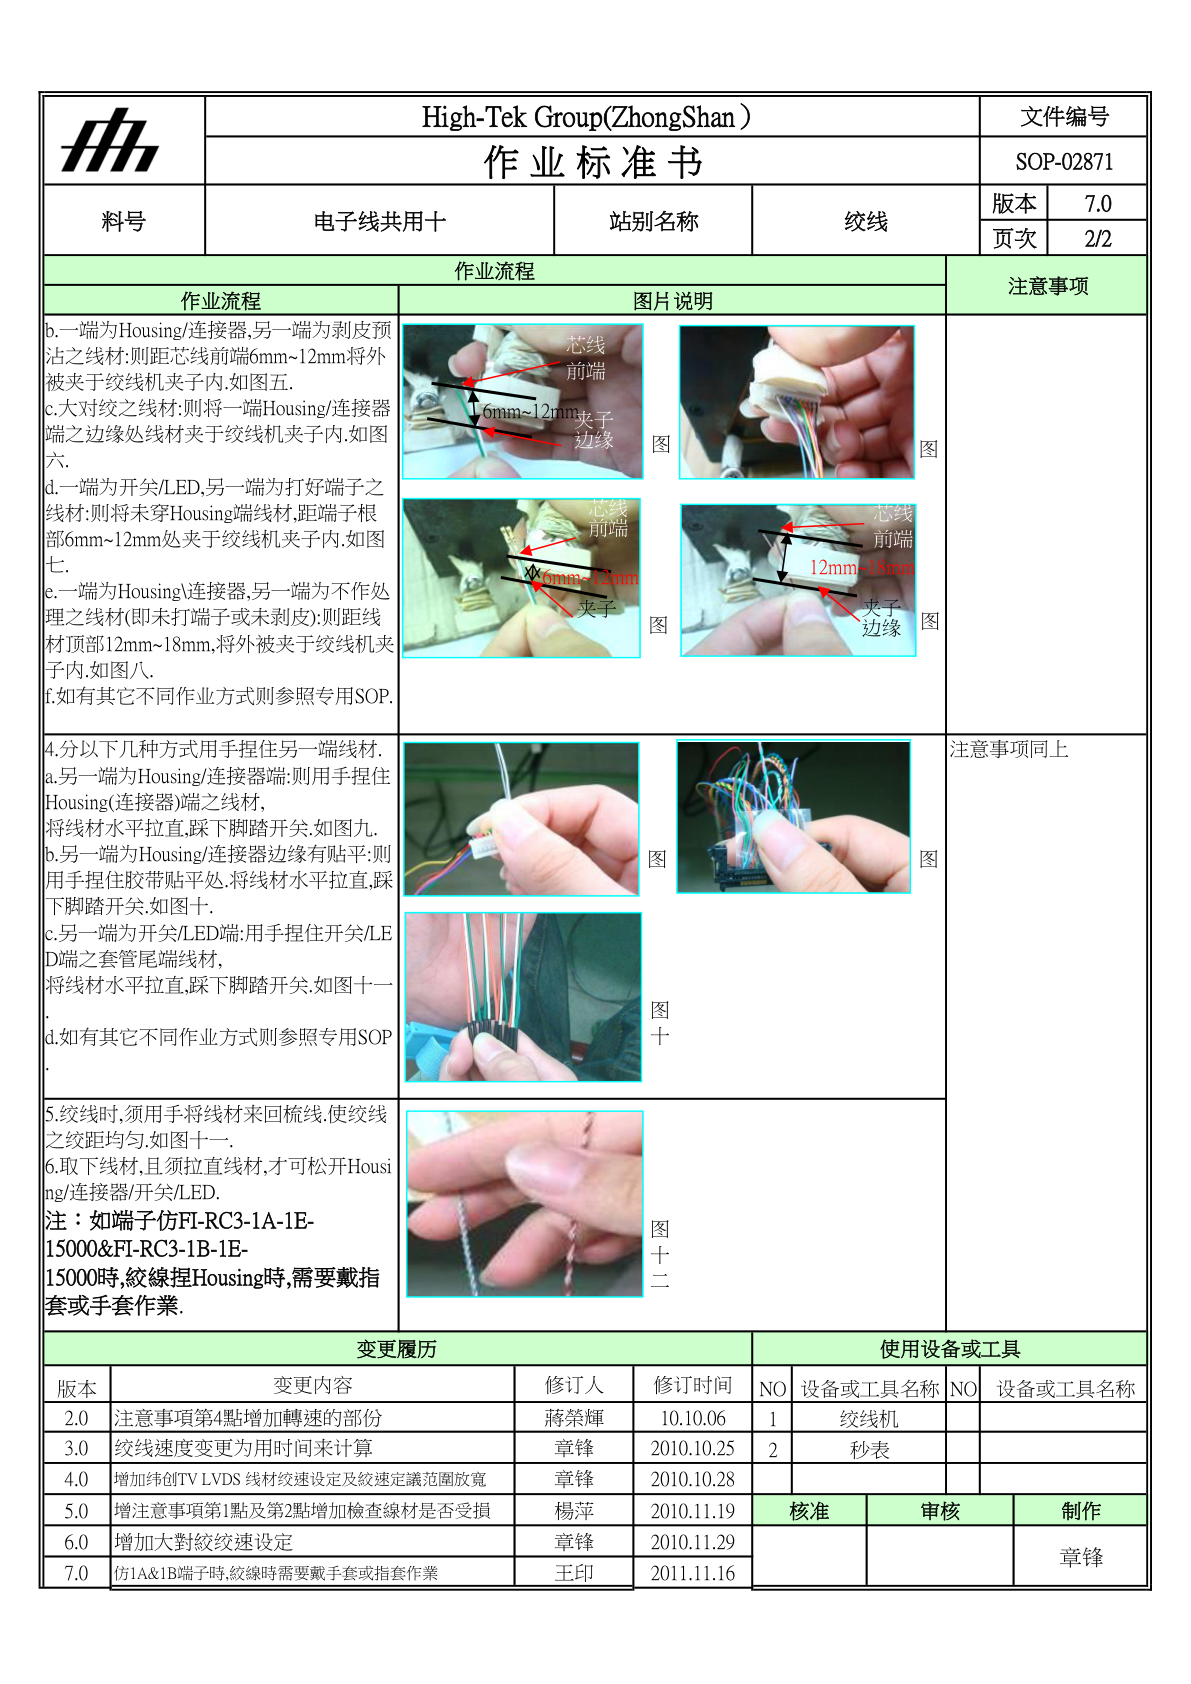 High-Tek Group(ZhongShan）
文件编号
作 业 标 准 书
SOP-02871
料号
电子线共用十
站别名称
绞线
版本
7.0
页次
2/2
作业流程
注意事项
作业流程
图片说明
b.一端为Housing/连接器,另一端为剥皮预
沾之线材:则距芯线前端6mm~12mm将外
被夹于绞线机夹子内.如图五.
c.大对绞之线材:则将一端Housing/连接器
端之边缘处线材夹于绞线机夹子内.如图
六.
d.一端为开关/LED,另一端为打好端子之
线材:则将未穿Housing端线材,距端子根
部6mm~12mm处夹于绞线机夹子内.如图
七.
e.一端为Housing\连接器,另一端为不作处
理之线材(即未打端子或未剥皮):则距线
材顶部12mm~18mm,将外被夹于绞线机夹
子内.如图八.
f.如有其它不同作业方式则参照专用SOP.
芯线
前端
6mm~12mm
夹子
边缘
图
图
芯线
前端
6mm~12mm
夹子
图
芯线
前端
12mm~18mm
夹子
边缘
图
4.分以下几种方式用手捏住另一端线材.
a.另一端为Housing/连接器端:则用手捏住
Housing(连接器)端之线材,
将线材水平拉直,踩下脚踏开关.如图九.
b.另一端为Housing/连接器边缘有贴平:则
用手捏住胶带贴平处.将线材水平拉直,踩
下脚踏开关.如图十.
c.另一端为开关/LED端:用手捏住开关/LE
D端之套管尾端线材,
将线材水平拉直,踩下脚踏开关.如图十一
.
d.如有其它不同作业方式则参照专用SOP
.
图
图
图
十
注意事项同上
5.绞线时,须用手将线材来回梳线.使绞线
之绞距均匀.如图十一.
6.取下线材,且须拉直线材,才可松开Housi
ng/连接器/开关/LED.
注：如端子仿FI-RC3-1A-1E-
15000&FI-RC3-1B-1E-
15000時,絞線捏Housing時,需要戴指
套或手套作業.
图
十
二
变更履历
使用设备或工具
版本
变更内容
修订人
修订时间
NO
设备或工具名称
NO
设备或工具名称
2.0
注意事項第4點增加轉速的部份
蔣榮輝
10.10.06
1
绞线机
3.0
绞线速度变更为用时间来计算
章锋
2010.10.25
2
秒表
4.0
增加纬创TV LVDS 线材绞速设定及絞速定議范圍放寬
章锋
2010.10.28
5.0
增注意事項第1點及第2點增加檢查線材是否受損
楊萍
2010.11.19
核准
审核
制作
6.0
增加大對絞绞速设定
章锋
2010.11.29
章锋
7.0
仿1A&1B端子時,絞線時需要戴手套或指套作業
王印
2011.11.16